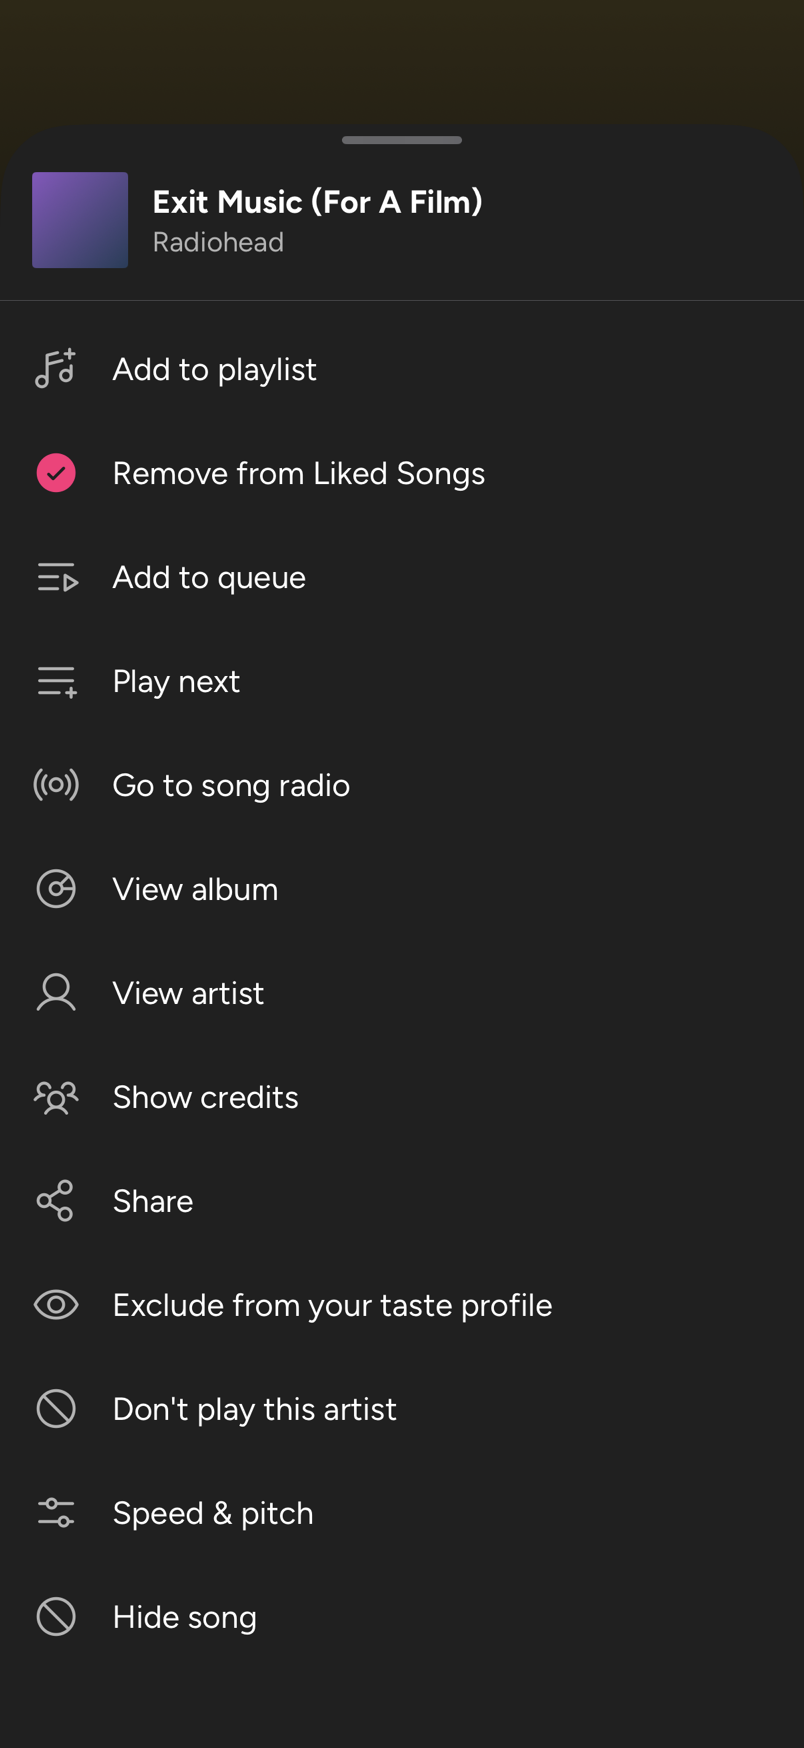 Exit Music (For A Film)
Radiohead
Add to playlist
Remove from Liked Songs
Add to queue
Play next
Go to song radio
View album
View artist
Show credits
Share
Exclude from your taste profile
Don't play this artist
Speed & pitch
Hide song